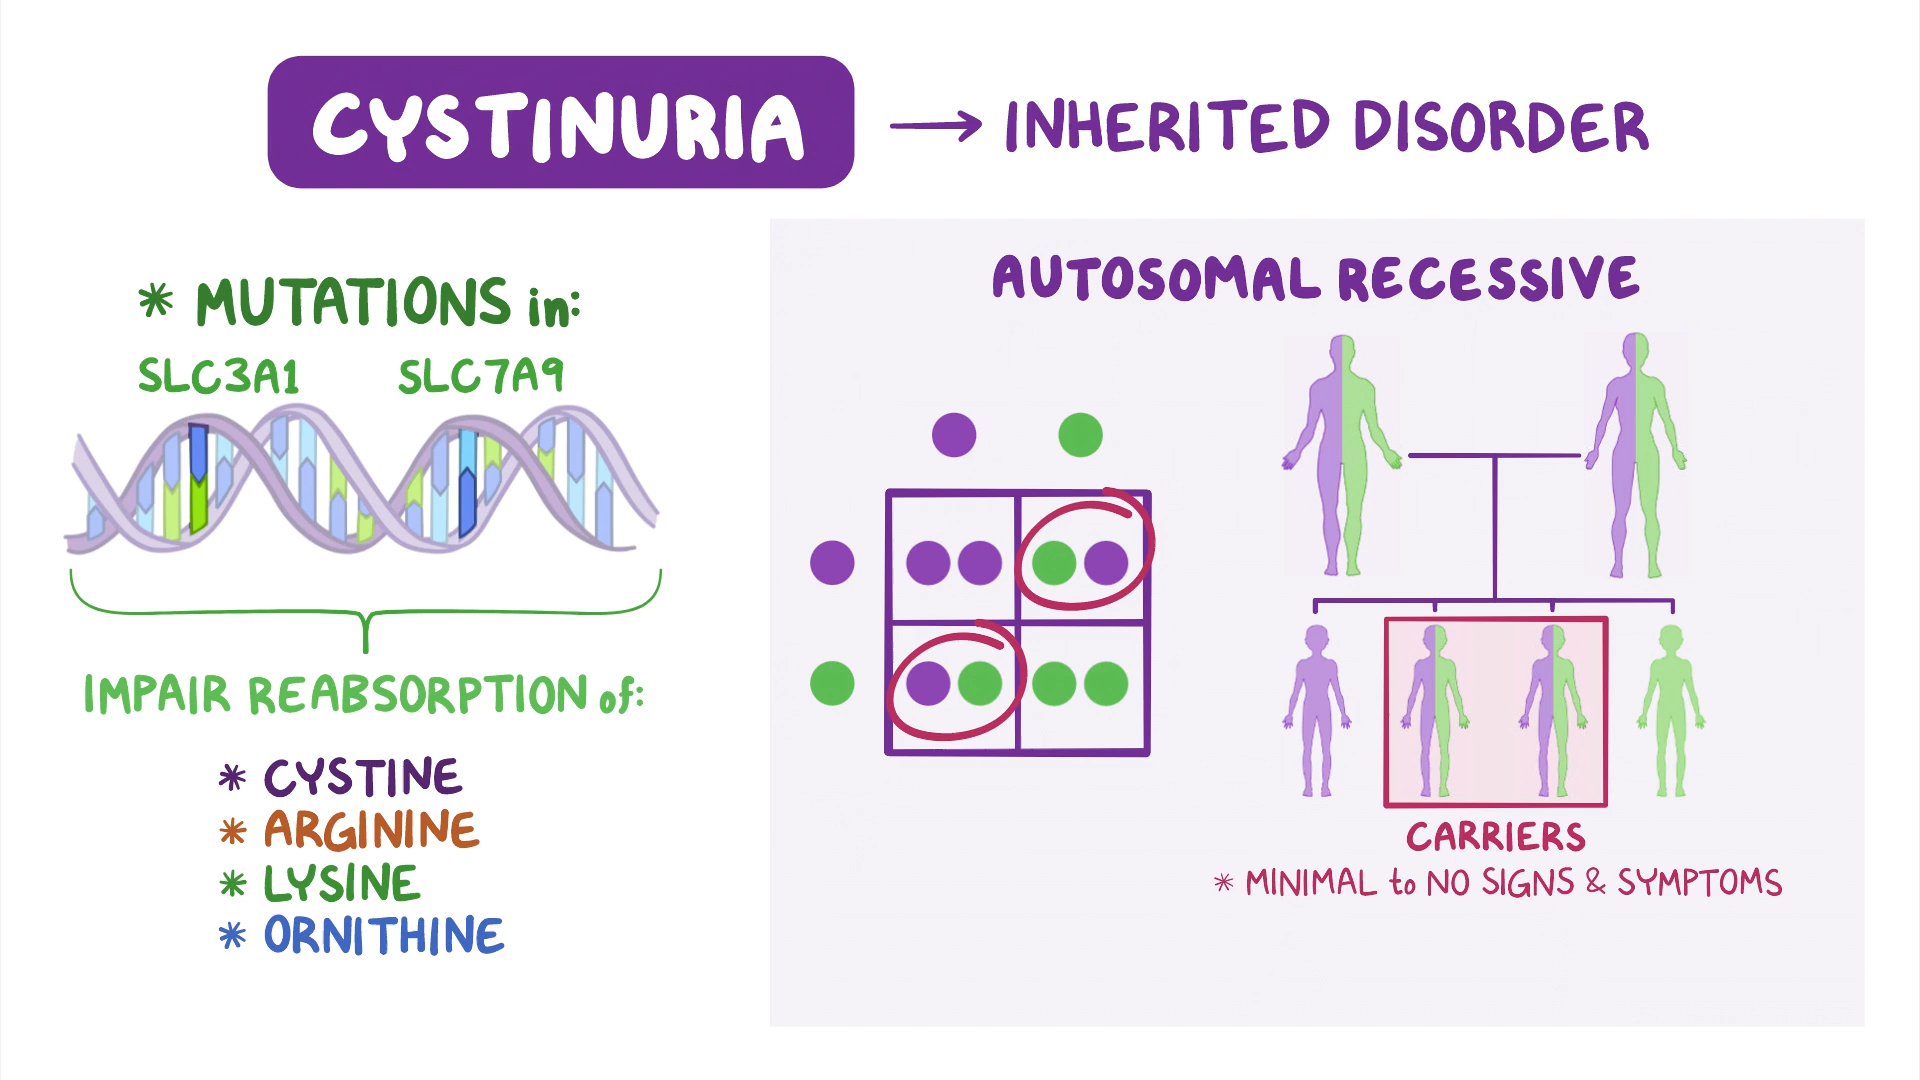 CYSTINURIA → INHERITED DISORDER
* MUTATIONS in:
SLC3A1 SLC7A9
IMPAIR REABSORPTION of:
* CYSTINE
* ARGININE
* LYSINE
* ORNITHINE
AUTOSOMAL RECESSIVE
CARRIERS
* MINIMAL to NO SIGNS & SYMPTOMS